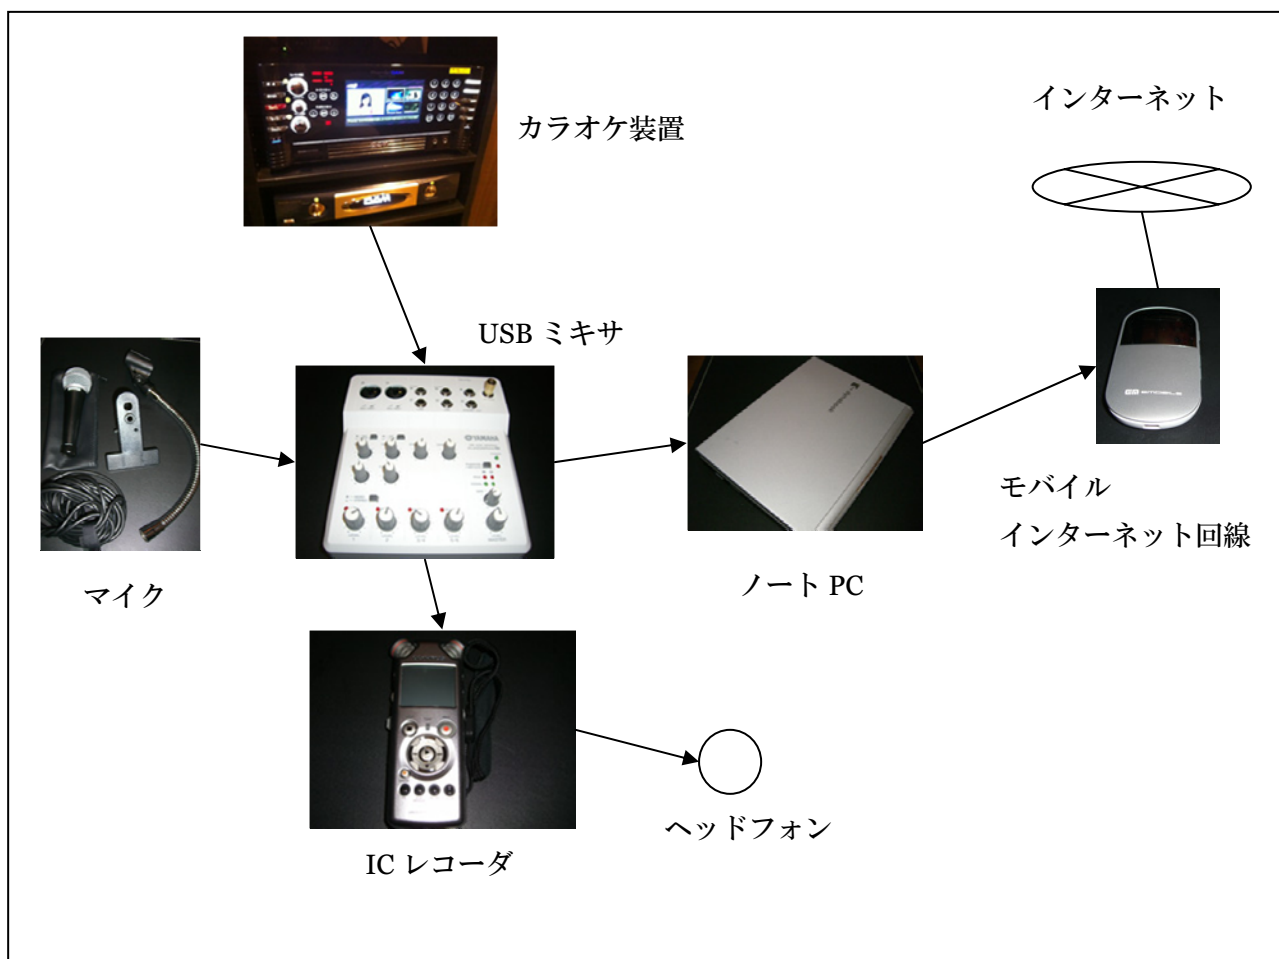 カラオケ装置
インターネット
USB ミキサ
YAMAHA
EMOBILE
マイク
ノート PC
モバイル
インターネット回線
IC レコーダ
ヘッドフォン